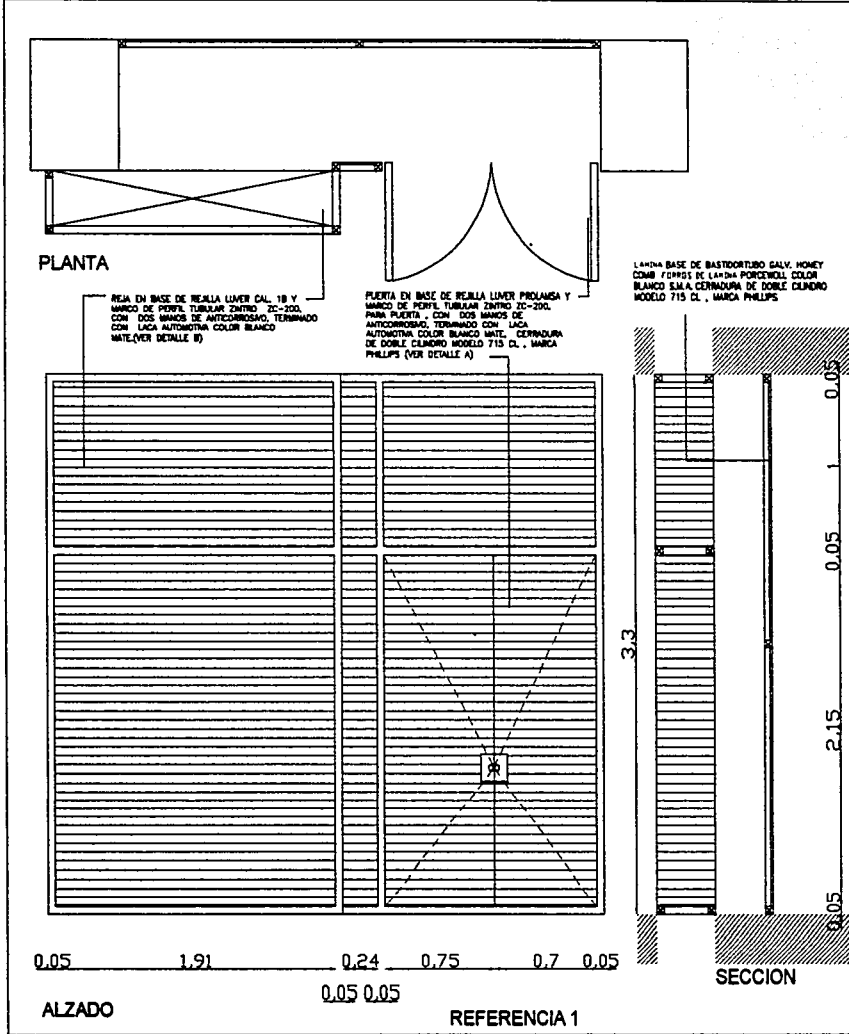 PLANTA
REJA EN BASE DE REJILLA LUVER CAL. 18 Y
MARCO DE PERFIL TUBULAR ZINTRO ZC-200,
CON DOS MANOS DE ANTICORROSIVO, TERMINADO
CON LACA AUTOMOTIVA COLOR BLANCO
MATE.(VER DETALLE B)
PUERTA EN BASE DE REJILLA LUVER PROLAMSA Y
MARCO DE PERFIL TUBULAR ZINTRO ZC-200,
PARA PUERTA , CON DOS MANOS DE
ANTICORROSIVO, TERMINADO CON LACA
AUTOMOTIVA COLOR BLANCO MATE, CERRADURA
DE DOBLE CILINDRO MODELO 715 CL , MARCA
PHILLIPS (VER DETALLE A)
LAMINA BASE DE BASTIDORTUBO GALV. HONEY
COMB FORROS DE LAMINA PORCEWOLL COLOR
BLANCO S.M.A. CERRADURA DE DOBLE CILINDRO
MODELO 715 CL , MARCA PHILLIPS
0.05
1
0.05
3.3
2.15
0.05
0.05 1.91 0.24 0.75 0.7 0.05
0.05 0.05
SECCION
ALZADO
REFERENCIA 1